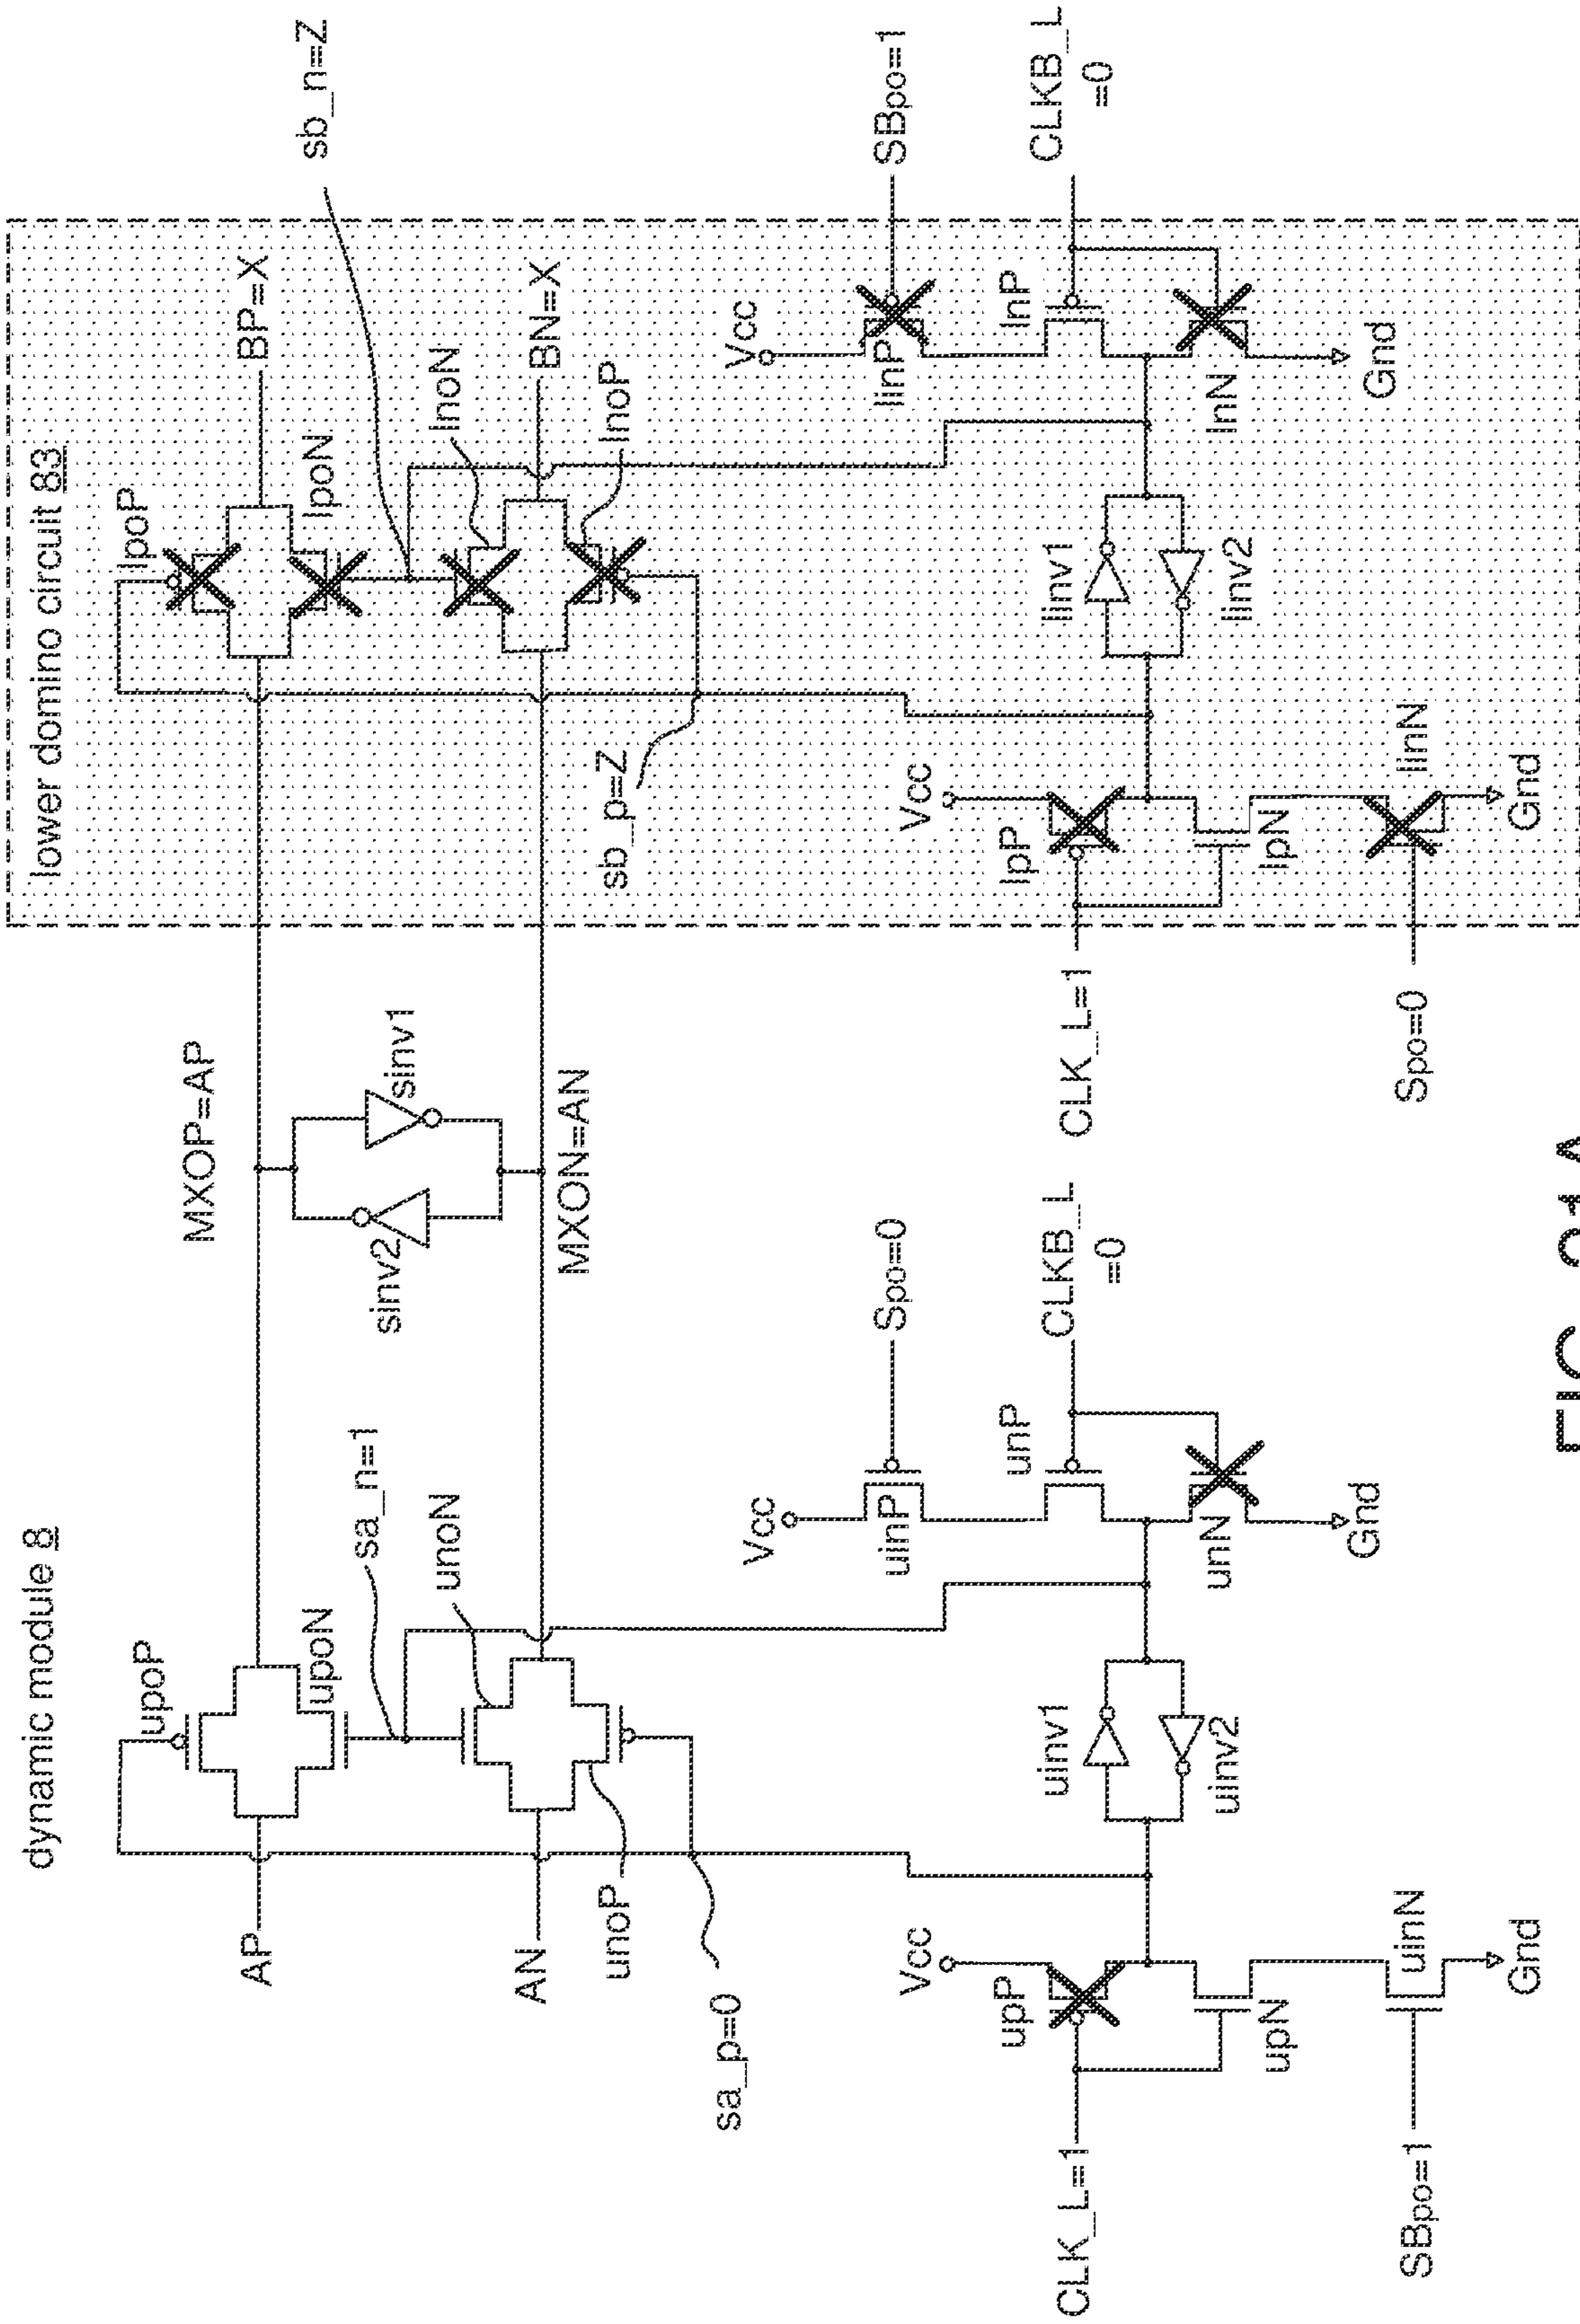 dynamic module 8
lower domino circuit 83
upoP
lpoP
AP
MXOP=AP
BP=X
upoN
lpoN
sa_n=1
sb_n=Z
sinv2
sinv1
unoN
lnoN
AN
MXON=AN
BN=X
unoP
lnoP
sa_p=0
sb_p=Z
Vcc
Spo=0
Vcc
SBpo=1
uinP
linP
Vcc
Vcc
upP
unP
lpP
lnP
CLK_L=1
CLKB_L
=0
CLK_L=1
CLKB_L
=0
uinv1
linv1
uinv2
linv2
upN
unN
lpN
lnN
Gnd
Gnd
uinN
linN
SBpo=1
Spo=0
Gnd
Gnd